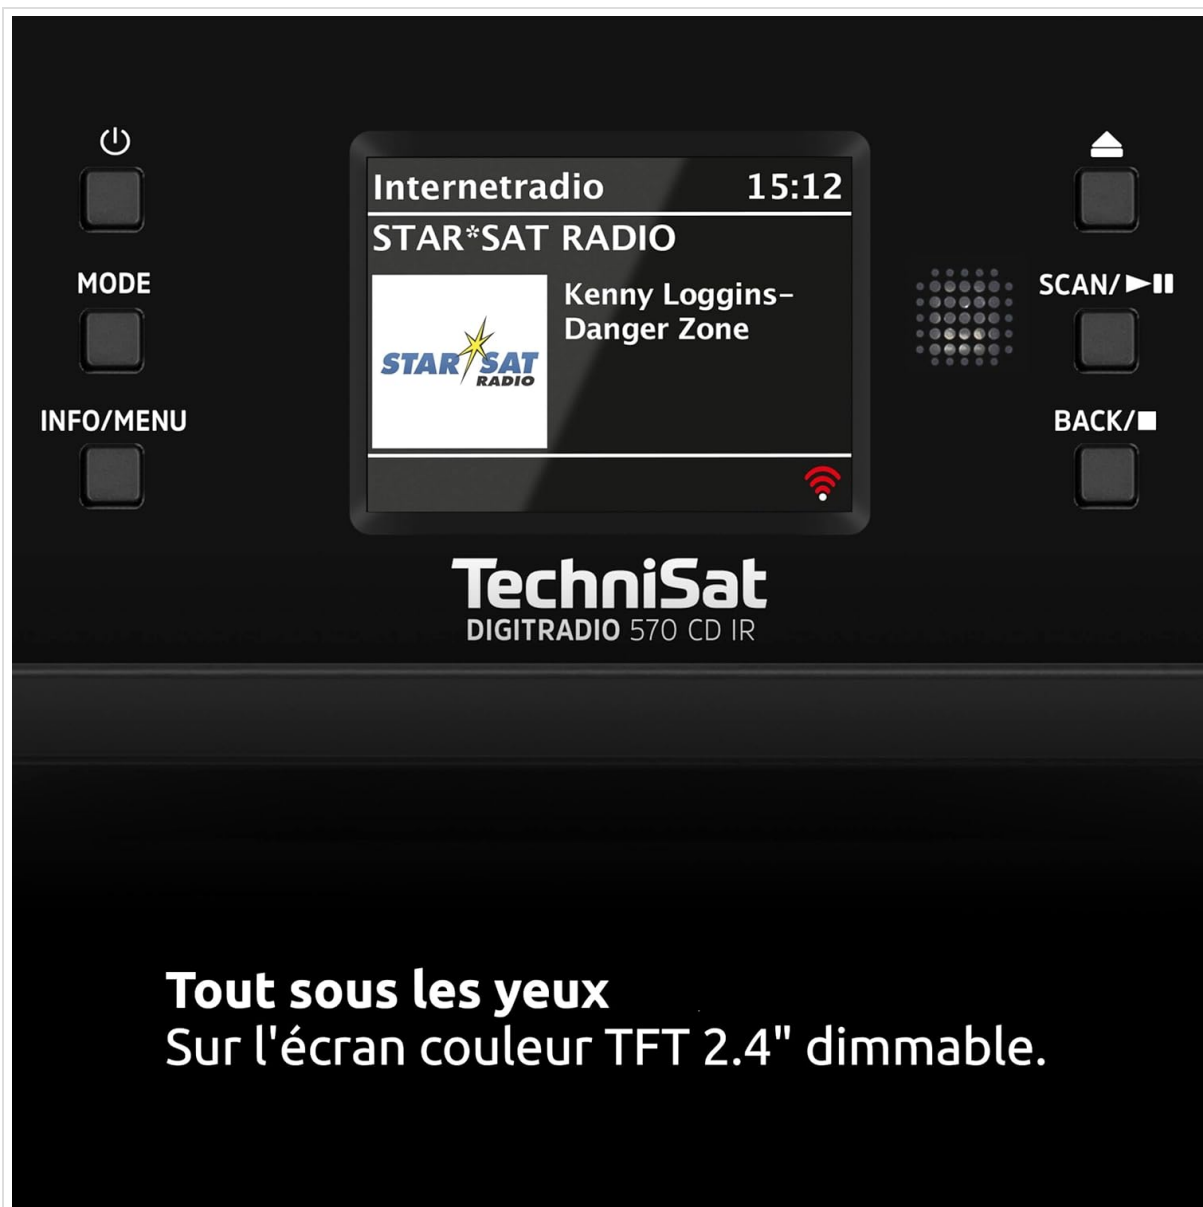 Internetradio 15:12
STAR*SAT RADIO
MODE
SCAN/
Kenny Loggins–
Danger Zone
STAR SAT
RADIO
INFO/MENU
BACK/
TechniSat
DIGITRADIO 570 CD IR
Tout sous les yeux
Sur l'écran couleur TFT 2.4" dimmable.